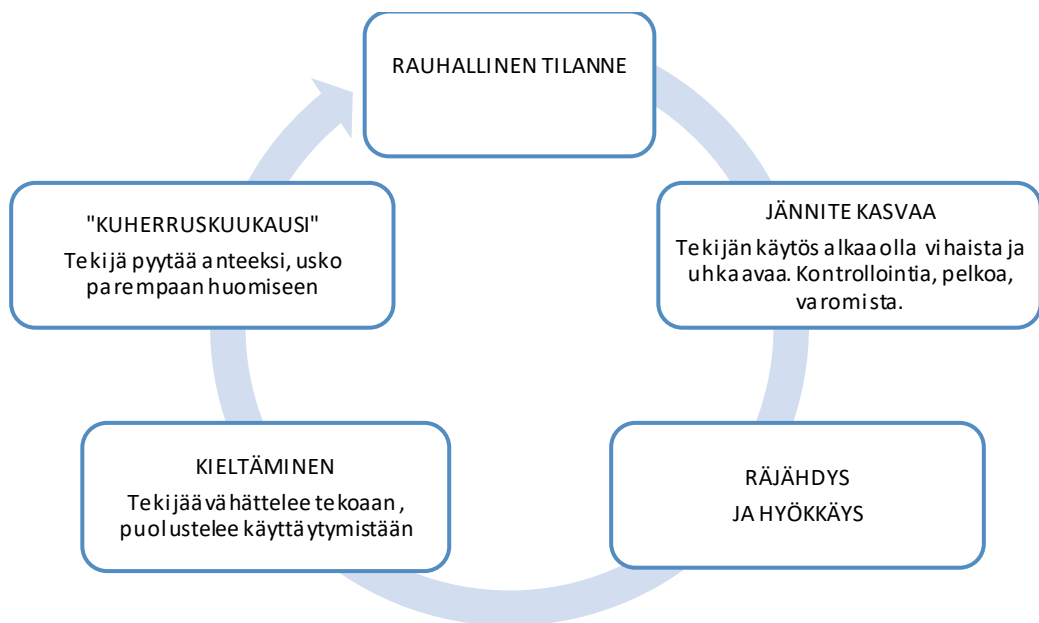 RAUHALLINEN TILANNE
JÄNNITE KASVAA
Tekijän käytös alkaa olla vihaista ja
uhkaavaa. Kontrollointia, pelkoa,
varomista.
RÄJÄHDYS
JA HYÖKKÄYS
KIELTÄMINEN
Tekijää vähättelee tekoaan ,
puolustelee käyttäytymistään
"KUHERRUSKUUKAUSI"
Tekijä pyytää anteeksi, usko
parempaan huomiseen